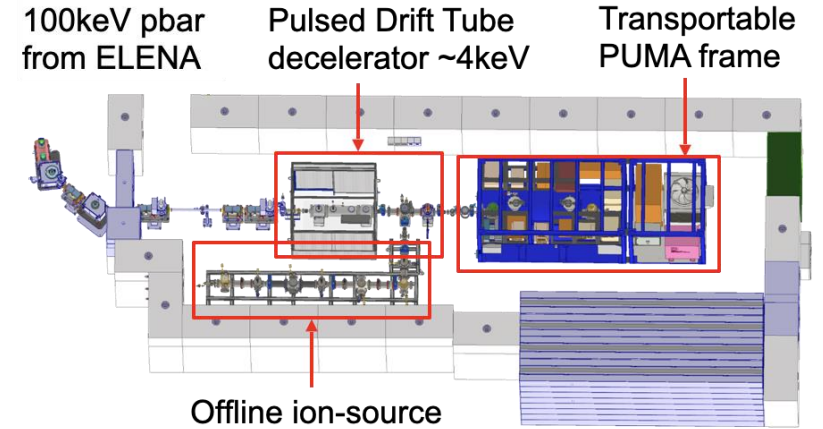 100keV pbar
from ELENA
Pulsed Drift Tube
decelerator ~4keV
Transportable
PUMA frame
Offline ion-source